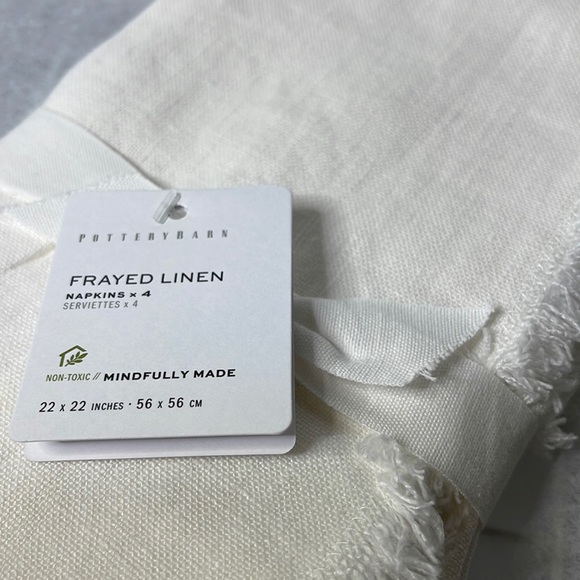 POTTERYBARN
FRAYED LINEN
NAPKINS x 4
SERVIETTES x 4
NON-TOXIC // MINDFULLY MADE
22 x 22 INCHES · 56 x 56 CM